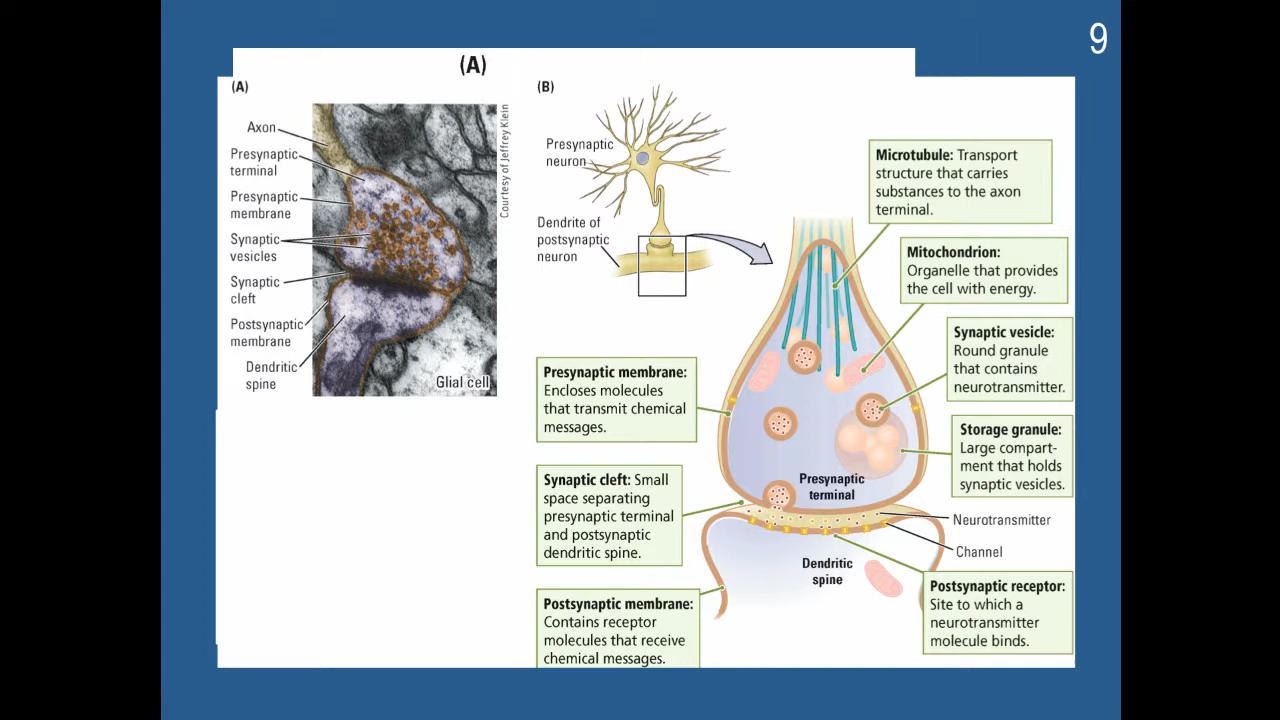 9
(A)
(A)
Axon
Presynaptic
terminal
Presynaptic
membrane
Synaptic
vesicles
Synaptic
cleft
Postsynaptic
membrane
Dendritic
spine
Glial cell
Courtesy of Jeffrey Klein
(B)
Presynaptic
neuron
Dendrite of
postsynaptic
neuron
Microtubule: Transport
structure that carries
substances to the axon
terminal.
Mitochondrion:
Organelle that provides
the cell with energy.
Synaptic vesicle:
Round granule
that contains
neurotransmitter.
Presynaptic membrane:
Encloses molecules
that transmit chemical
messages.
Storage granule:
Large compart-
ment that holds
synaptic vesicles.
Presynaptic
terminal
Synaptic cleft: Small
space separating
presynaptic terminal
and postsynaptic
dendritic spine.
Neurotransmitter
Channel
Dendritic
spine
Postsynaptic receptor:
Site to which a
neurotransmitter
molecule binds.
Postsynaptic membrane:
Contains receptor
molecules that receive
chemical messages.